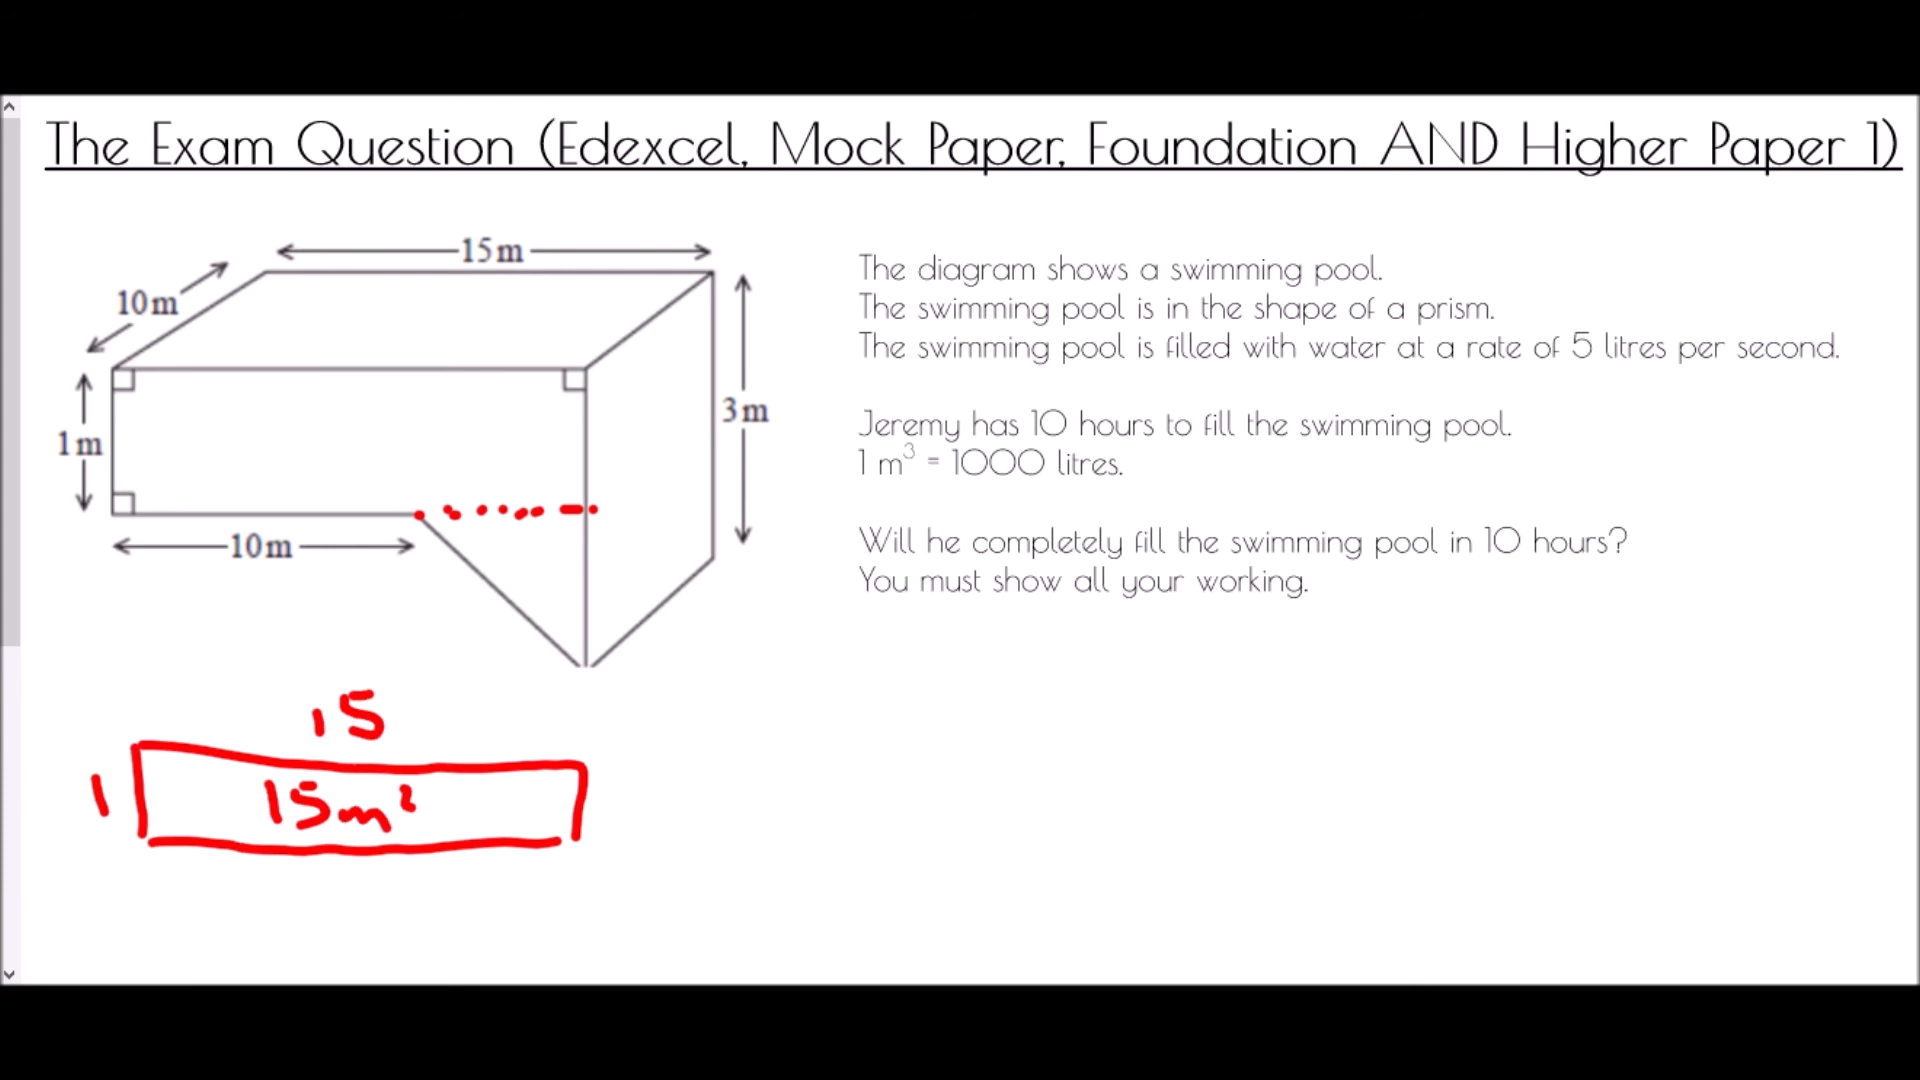 The Exam Question (Edexcel, Mock Paper, Foundation AND Higher Paper 1)
15m
10m
1m
3m
10m
The diagram shows a swimming pool.
The swimming pool is in the shape of a prism.
The swimming pool is filled with water at a rate of 5 litres per second.
Jeremy has 10 hours to fill the swimming pool.
1 m³ = 1000 litres.
Will he completely fill the swimming pool in 10 hours?
You must show all your working.
15
1
15m²